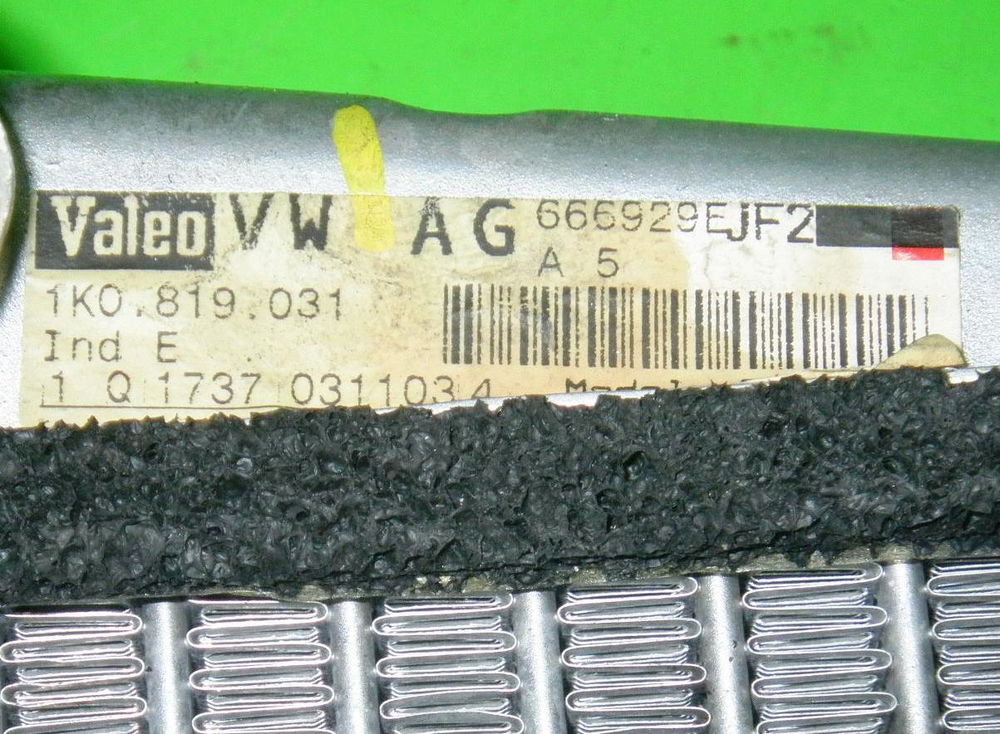 Valeo VW AG 666929EJF2
A 5
1K0.819.031
Ind E
1 Q 1737 0311034